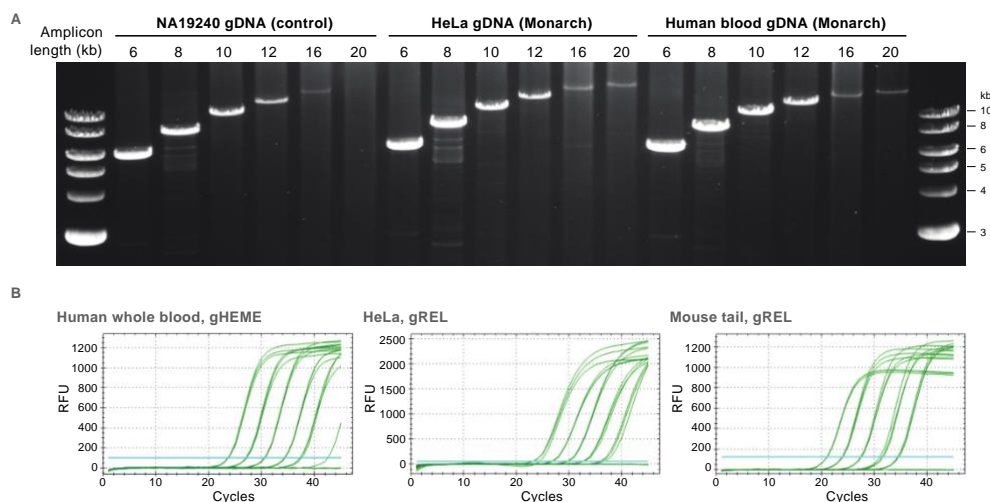 A
NA19240 gDNA (control) HeLa gDNA (Monarch) Human blood gDNA (Monarch)
Amplicon
length (kb) 6 8 10 12 16 20 6 8 10 12 16 20 6 8 10 12 16 20
kb
10
8
6
5
4
3
B
Human whole blood, gHEME
1200
1000
800
600
400
200
0
RFU
0 10 20 30 40
Cycles
HeLa, gREL
2500
2000
1000
500
0
RFU
0 10 20 30 40
Cycles
Mouse tail, gREL
1200
1000
800
600
400
200
0
RFU
0 10 20 30 40
Cycles